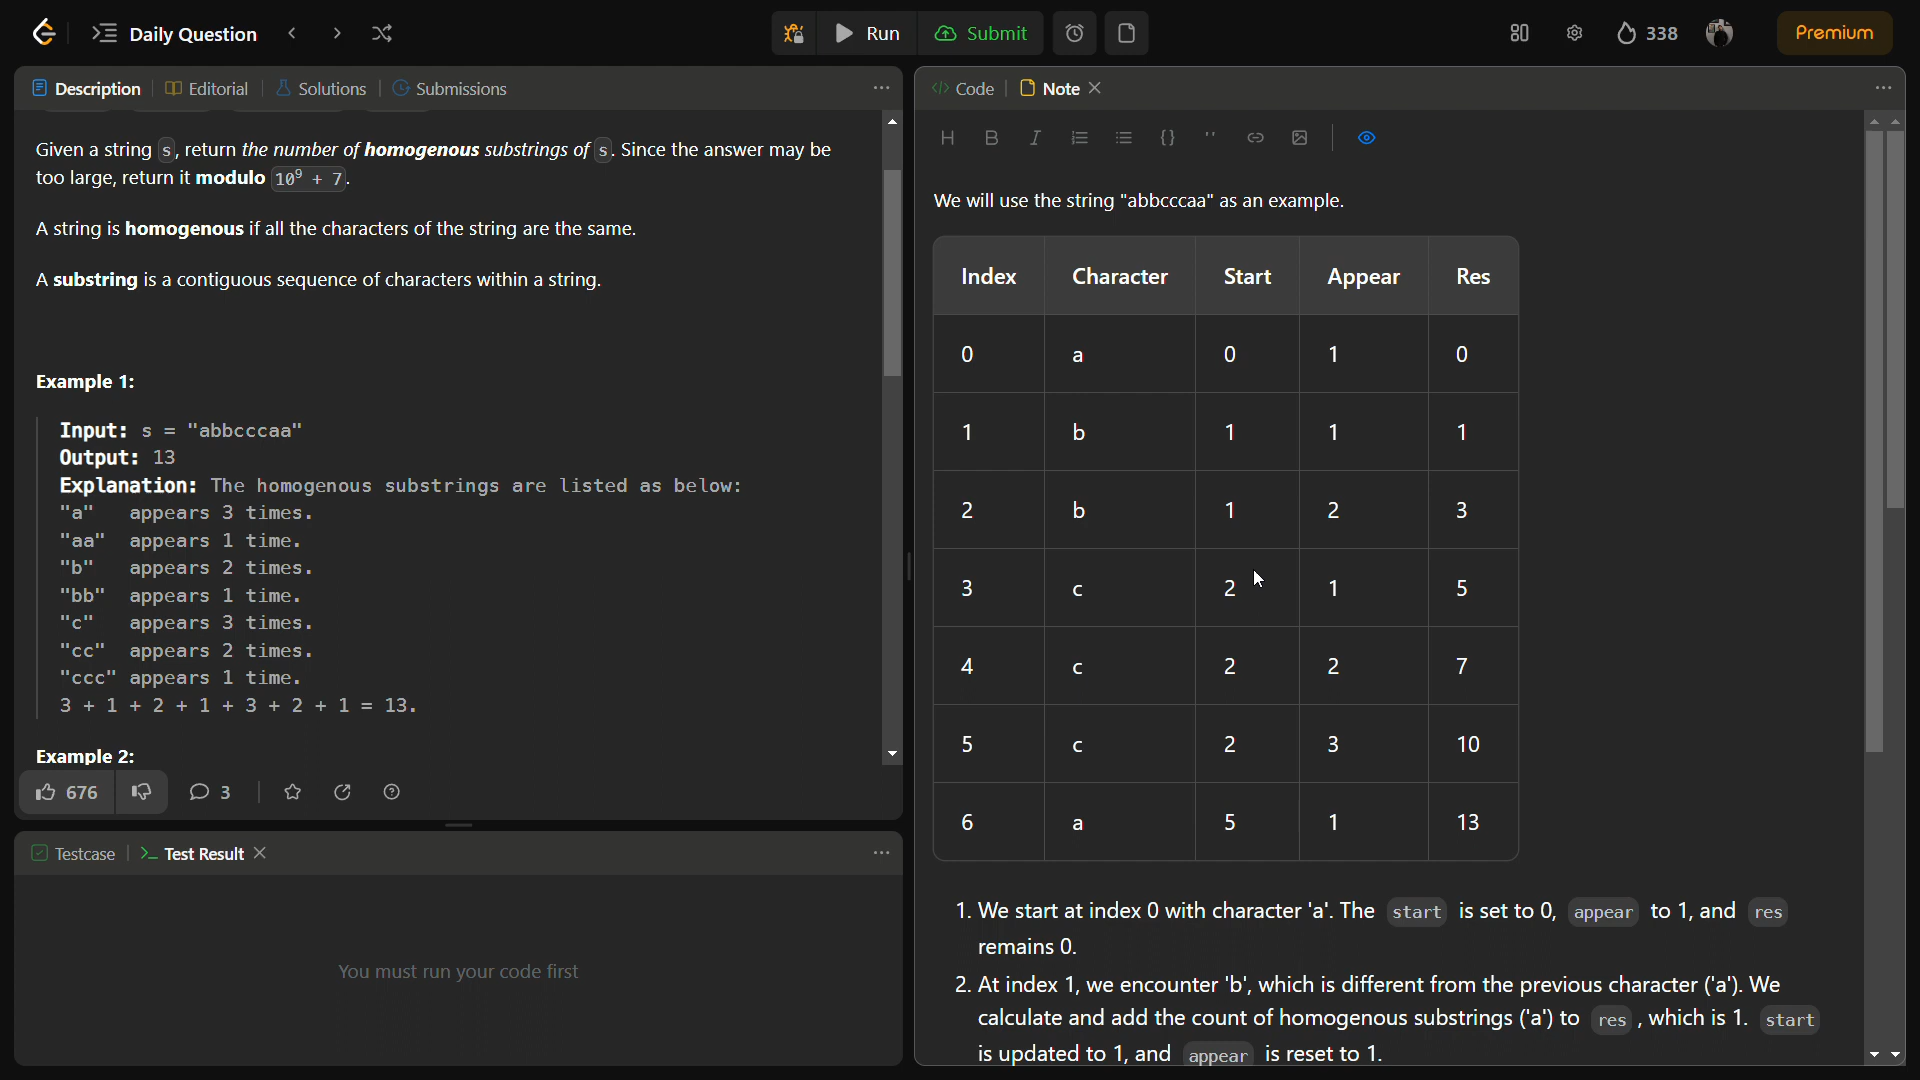 Daily Question
Run
Submit
338
Premium
Description
Editorial
Solutions
Submissions
Given a string s, return the number of homogenous substrings of s. Since the answer may be
too large, return it modulo 10⁹ + 7.
A string is homogenous if all the characters of the string are the same.
A substring is a contiguous sequence of characters within a string.
Example 1:
Input: s = "abbcccaa"
Output: 13
Explanation: The homogenous substrings are listed as below:
"a" appears 3 times.
"aa" appears 1 time.
"b" appears 2 times.
"bb" appears 1 time.
"c" appears 3 times.
"cc" appears 2 times.
"ccc" appears 1 time.
3 + 1 + 2 + 1 + 3 + 2 + 1 = 13.
Example 2:
676
3
Testcase
Test Result
You must run your code first
Code
Note
We will use the string "abbcccaa" as an example.
Index Character Start Appear Res
0 a 0 1 0
1 b 1 1 1
2 b 1 2 3
3 c 2 1 5
4 c 2 2 7
5 c 2 3 10
6 a 5 1 13
1. We start at index 0 with character 'a'. The start is set to 0, appear to 1, and res
remains 0.
2. At index 1, we encounter 'b', which is different from the previous character ('a'). We
calculate and add the count of homogenous substrings ('a') to res , which is 1. start
is updated to 1, and appear is reset to 1.